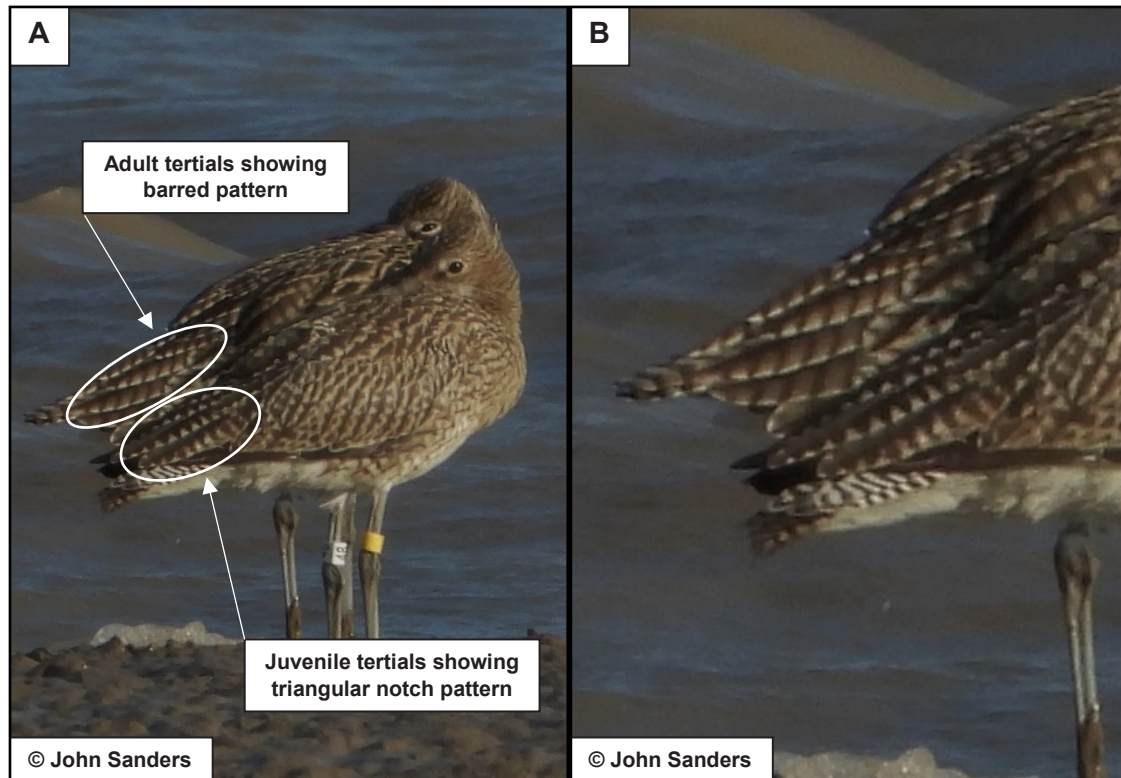 A
B
Adult tertials showing
barred pattern
Juvenile tertials showing
triangular notch pattern
© John Sanders
© John Sanders